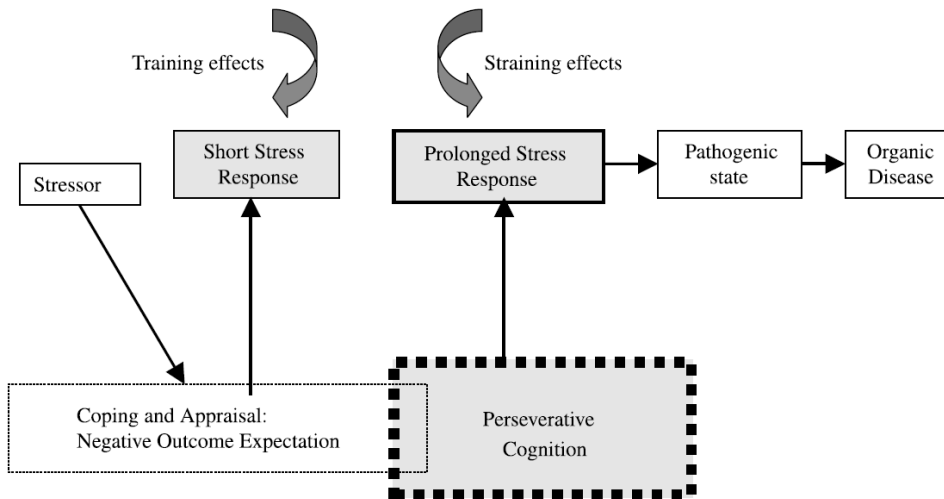 Training effects
Straining effects
Stressor
Short Stress
Response
Prolonged Stress
Response
Pathogenic
state
Organic
Disease
Coping and Appraisal:
Negative Outcome Expectation
Perseverative
Cognition